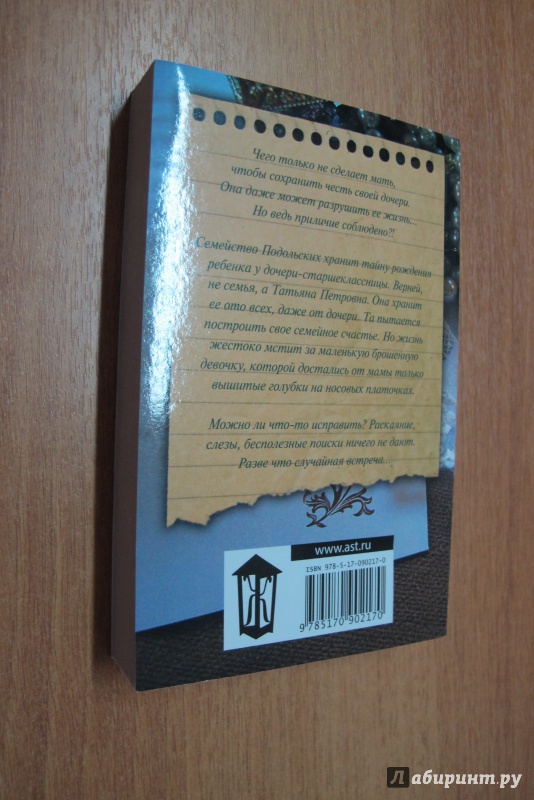 Чего только не сделает мать,
чтобы сохранить честь своей дочери.
Она даже может разрушить ее жизнь...
Но ведь приличие соблюдено?!
Семейство Подольских хранит тайну рождения
ребенка у дочери-старшеклассницы. Верней,
не семья, а Татьяна Петровна. Она хранит
ее ото всех, даже от дочери. Та пытается
построить свое семейное счастье. Но жизнь
жестоко мстит за маленькую брошенную
девочку, которой достались от мамы только
вышитые голубки на носовых платочках.
Можно ли что-то исправить? Раскаяние,
слезы, бесполезные поиски ничего не дают.
Разве что случайная встреча...
www.ast.ru
ISBN 978-5-17-090217-0
9 785170 902170
Ж
Лабиринт.ру